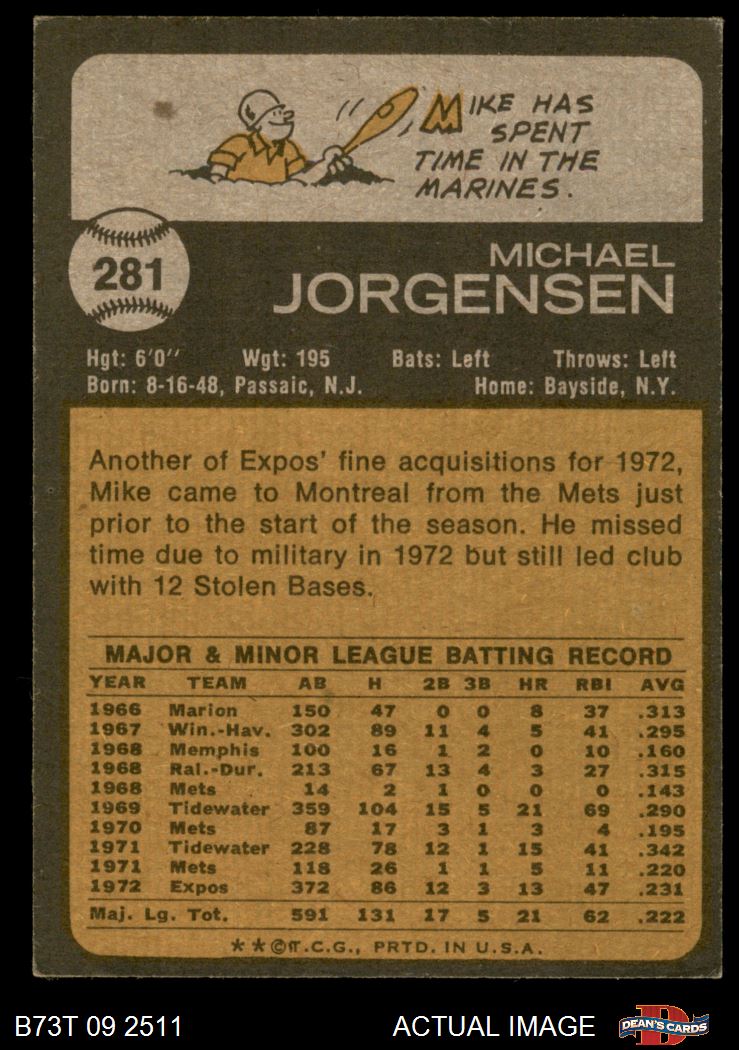 MIKE HAS
SPENT
TIME IN THE
MARINES.
281
MICHAEL
JORGENSEN
Hgt: 6'0" Wgt: 195 Bats: Left Throws: Left
Born: 8-16-48, Passaic, N.J. Home: Bayside, N.Y.
Another of Expos' fine acquisitions for 1972,
Mike came to Montreal from the Mets just
prior to the start of the season. He missed
time due to military in 1972 but still led club
with 12 Stolen Bases.
MAJOR & MINOR LEAGUE BATTING RECORD
YEAR TEAM AB H 2B 3B HR RBI AVG
1966 Marion 150 47 0 0 8 37 .313
1967 Win.-Hav. 302 89 11 4 5 41 .295
1968 Memphis 100 16 1 2 0 10 .160
1968 Ral.-Dur. 213 67 13 4 3 27 .315
1968 Mets 14 2 1 0 0 0 .143
1969 Tidewater 359 104 15 5 21 69 .290
1970 Mets 87 17 3 1 3 4 .195
1971 Tidewater 228 78 12 1 15 41 .342
1971 Mets 118 26 1 1 5 11 .220
1972 Expos 372 86 12 3 13 47 .231
Maj. Lg. Tot. 591 131 17 5 21 62 .222
**©T.C.G., PRTD. IN U.S.A.
B73T 09 2511 ACTUAL IMAGE
D
DEAN'S CARDS